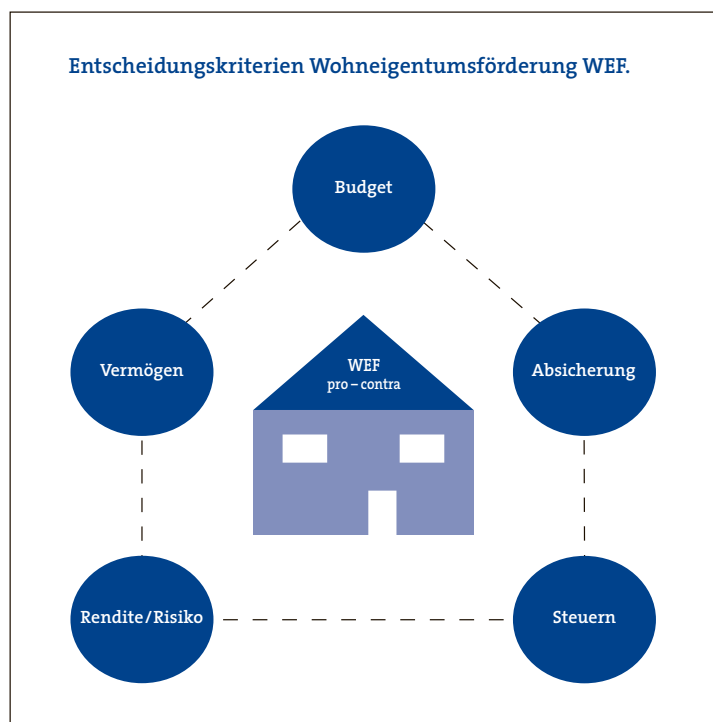 Entscheidungskriterien Wohneigentumsförderung WEF.
Budget
Vermögen
WEF
pro – contra
Absicherung
Rendite/Risiko
Steuern